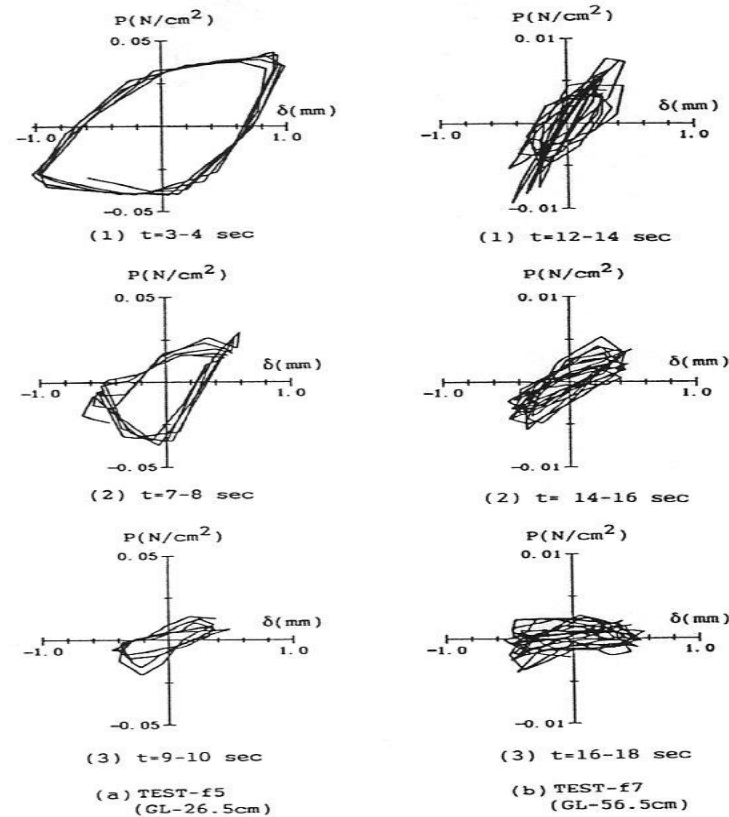 P(N/cm²)
0.05
δ(mm)
-1.0
1.0
-0.05
(1) t=3-4 sec
P(N/cm²)
0.05
δ(mm)
-1.0
1.0
-0.05
(2) t=7-8 sec
P(N/cm²)
0.05
δ(mm)
-1.0
1.0
-0.05
(3) t=9-10 sec
(a) TEST-f5
(GL-26.5cm)
P(N/cm²)
0.01
δ(mm)
-1.0
1.0
-0.01
(1) t=12-14 sec
P(N/cm²)
0.01
δ(mm)
-1.0
1.0
-0.01
(2) t= 14-16 sec
P(N/cm²)
0.01
δ(mm)
-1.0
1.0
-0.01
(3) t=16-18 sec
(b) TEST-f7
(GL-56.5cm)